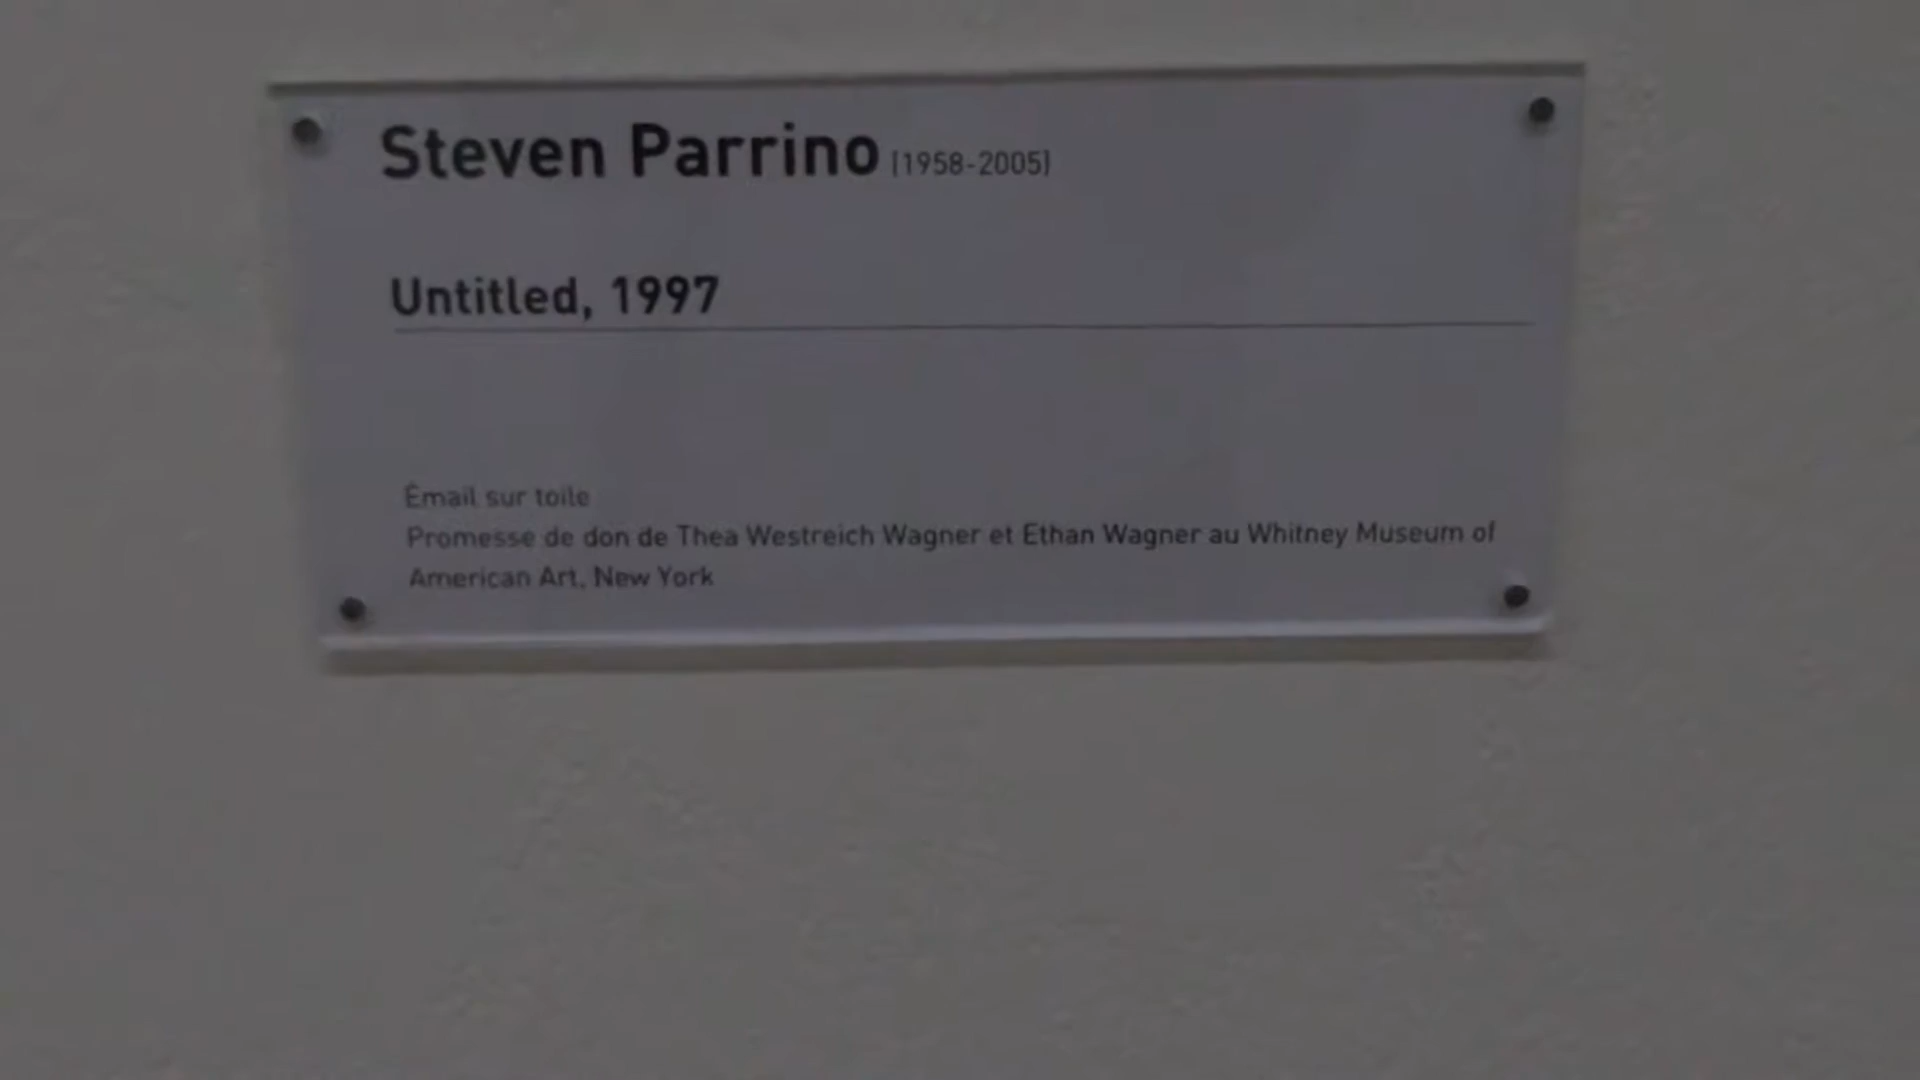 Steven Parrino (1958-2005)
Untitled, 1997
Émail sur toile
Promesse de don de Thea Westreich Wagner et Ethan Wagner au Whitney Museum of
American Art, New York